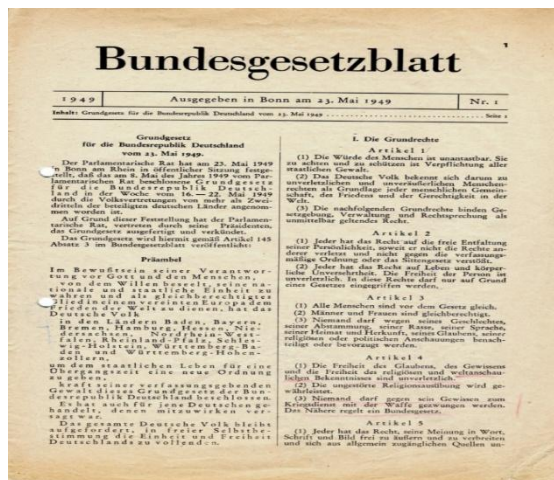 1
Bundesgesetzblatt
1949
Ausgegeben in Bonn am 23. Mai 1949
Nr. 1
Inhalt: Grundgesetz für die Bundesrepublik Deutschland vom 23. Mai 1949 Seite 1
Grundgesetz
für die Bundesrepublik Deutschland
vom 23. Mai 1949.
Der Parlamentarische Rat hat am 23. Mai 1949
in Bonn am Rhein in öffentlicher Sitzung festge-
stellt, daß das am 8. Mai des Jahres 1949 vom Par-
lamentarischen Rat beschlossene Grundgesetz
für die Bundesrepublik Deutsch-
land in der Woche vom 16. — 22. Mai 1949
durch die Volksvertretungen von mehr als Zwei-
dritteln der beteiligten deutschen Länder angenom-
men worden ist.
Auf Grund dieser Feststellung hat der Parlamen-
tarische Rat, vertreten durch seine Präsidenten,
das Grundgesetz ausgefertigt und verkündet.
Das Grundgesetz wird hiermit gemäß Artikel 145
Absatz 3 im Bundesgesetzblatt veröffentlicht:
Präambel
Im Bewußtsein seiner Verantwor-
tung vor Gott und den Menschen,
von dem Willen beseelt, seine na-
tionale und staatliche Einheit zu
wahren und als gleichberechtigtes
Glied in einem vereinten Europa dem
Frieden der Welt zu dienen, hat das
Deutsche Volk
in den Ländern Baden, Bayern,
Bremen, Hamburg, Hessen, Nie-
dersachsen, Nordrhein-West-
falen, Rheinland-Pfalz, Schles-
wig-Holstein, Württemberg-Ba-
den und Württemberg-Hohen-
zollern,
um dem staatlichen Leben für eine
Übergangszeit eine neue Ordnung
zu geben,
kraft seiner verfassungsgebenden
Gewalt dieses Grundgesetz der Bun-
desrepublik Deutschland beschlossen.
Es hat auch für jene Deutschen ge-
handelt, denen mitzuwirken ver-
sagt war.
Das gesamte Deutsche Volk bleibt
aufgefordert, in freier Selbstbe-
stimmung die Einheit und Freiheit
Deutschlands zu vollenden.
I. Die Grundrechte
Artikel 1
(1) Die Würde des Menschen ist unantastbar. Sie
zu achten und zu schützen ist Verpflichtung aller
staatlichen Gewalt.
(2) Das Deutsche Volk bekennt sich darum zu
unverletzlichen und unveräußerlichen Menschen-
rechten als Grundlage jeder menschlichen Gemein-
schaft, des Friedens und der Gerechtigkeit in der
Welt.
(3) Die nachfolgenden Grundrechte binden Ge-
setzgebung, Verwaltung und Rechtsprechung als
unmittelbar geltendes Recht.
Artikel 2
(1) Jeder hat das Recht auf die freie Entfaltung
seiner Persönlichkeit, soweit er nicht die Rechte an-
derer verletzt und nicht gegen die verfassungs-
mäßige Ordnung oder das Sittengesetz verstößt.
(2) Jeder hat das Recht auf Leben und körper-
liche Unversehrtheit. Die Freiheit der Person ist
unverletzlich. In diese Rechte darf nur auf Grund
eines Gesetzes eingegriffen werden.
Artikel 3
(1) Alle Menschen sind vor dem Gesetz gleich.
(2) Männer und Frauen sind gleichberechtigt.
(3) Niemand darf wegen seines Geschlechtes,
seiner Abstammung, seiner Rasse, seiner Sprache,
seiner Heimat und Herkunft, seines Glaubens, seiner
religiösen oder politischen Anschauungen benach-
teiligt oder bevorzugt werden.
Artikel 4
(1) Die Freiheit des Glaubens, des Gewissens
und die Freiheit des religiösen und weltanschau-
lichen Bekenntnisses sind unverletzlich.
(2) Die ungestörte Religionsausübung wird ge-
währleistet.
(3) Niemand darf gegen sein Gewissen zum
Kriegsdienst mit der Waffe gezwungen werden.
Das Nähere regelt ein Bundesgesetz.
Artikel 5
(1) Jeder hat das Recht, seine Meinung in Wort,
Schrift und Bild frei zu äußern und zu verbreiten
und sich aus allgemein zugänglichen Quellen un-